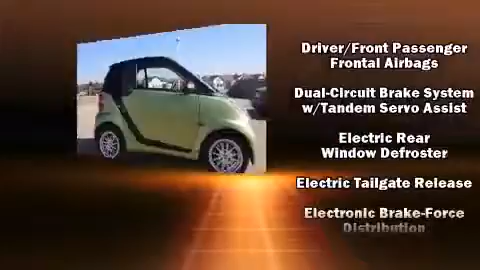 Driver/Front Passenger
Frontal Airbags
Dual-Circuit Brake System
w/Tandem Servo Assist
Electric Rear
Window Defroster
Electric Tailgate Release
Electronic Brake-Force
Distribution